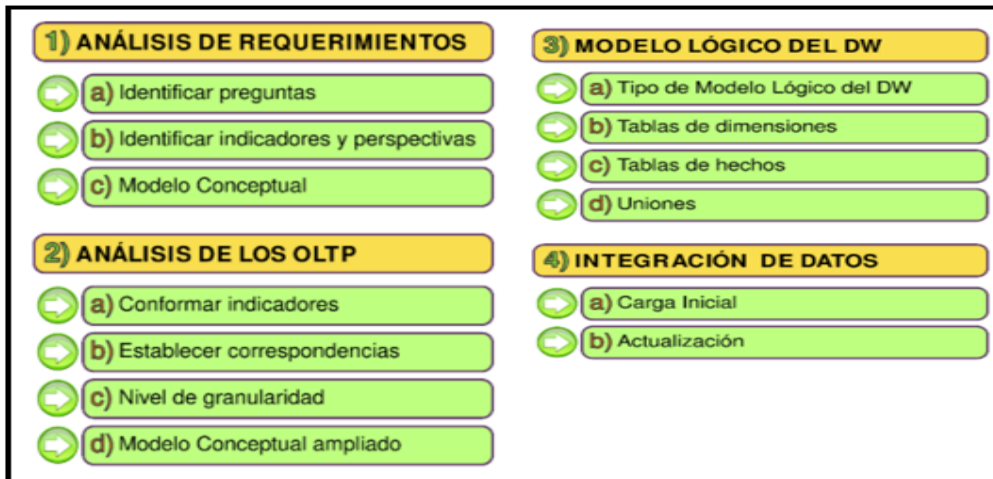 1) ANÁLISIS DE REQUERIMIENTOS
a) Identificar preguntas
b) Identificar indicadores y perspectivas
c) Modelo Conceptual
2) ANÁLISIS DE LOS OLTP
a) Conformar indicadores
b) Establecer correspondencias
c) Nivel de granularidad
d) Modelo Conceptual ampliado
3) MODELO LÓGICO DEL DW
a) Tipo de Modelo Lógico del DW
b) Tablas de dimensiones
c) Tablas de hechos
d) Uniones
4) INTEGRACIÓN DE DATOS
a) Carga Inicial
b) Actualización